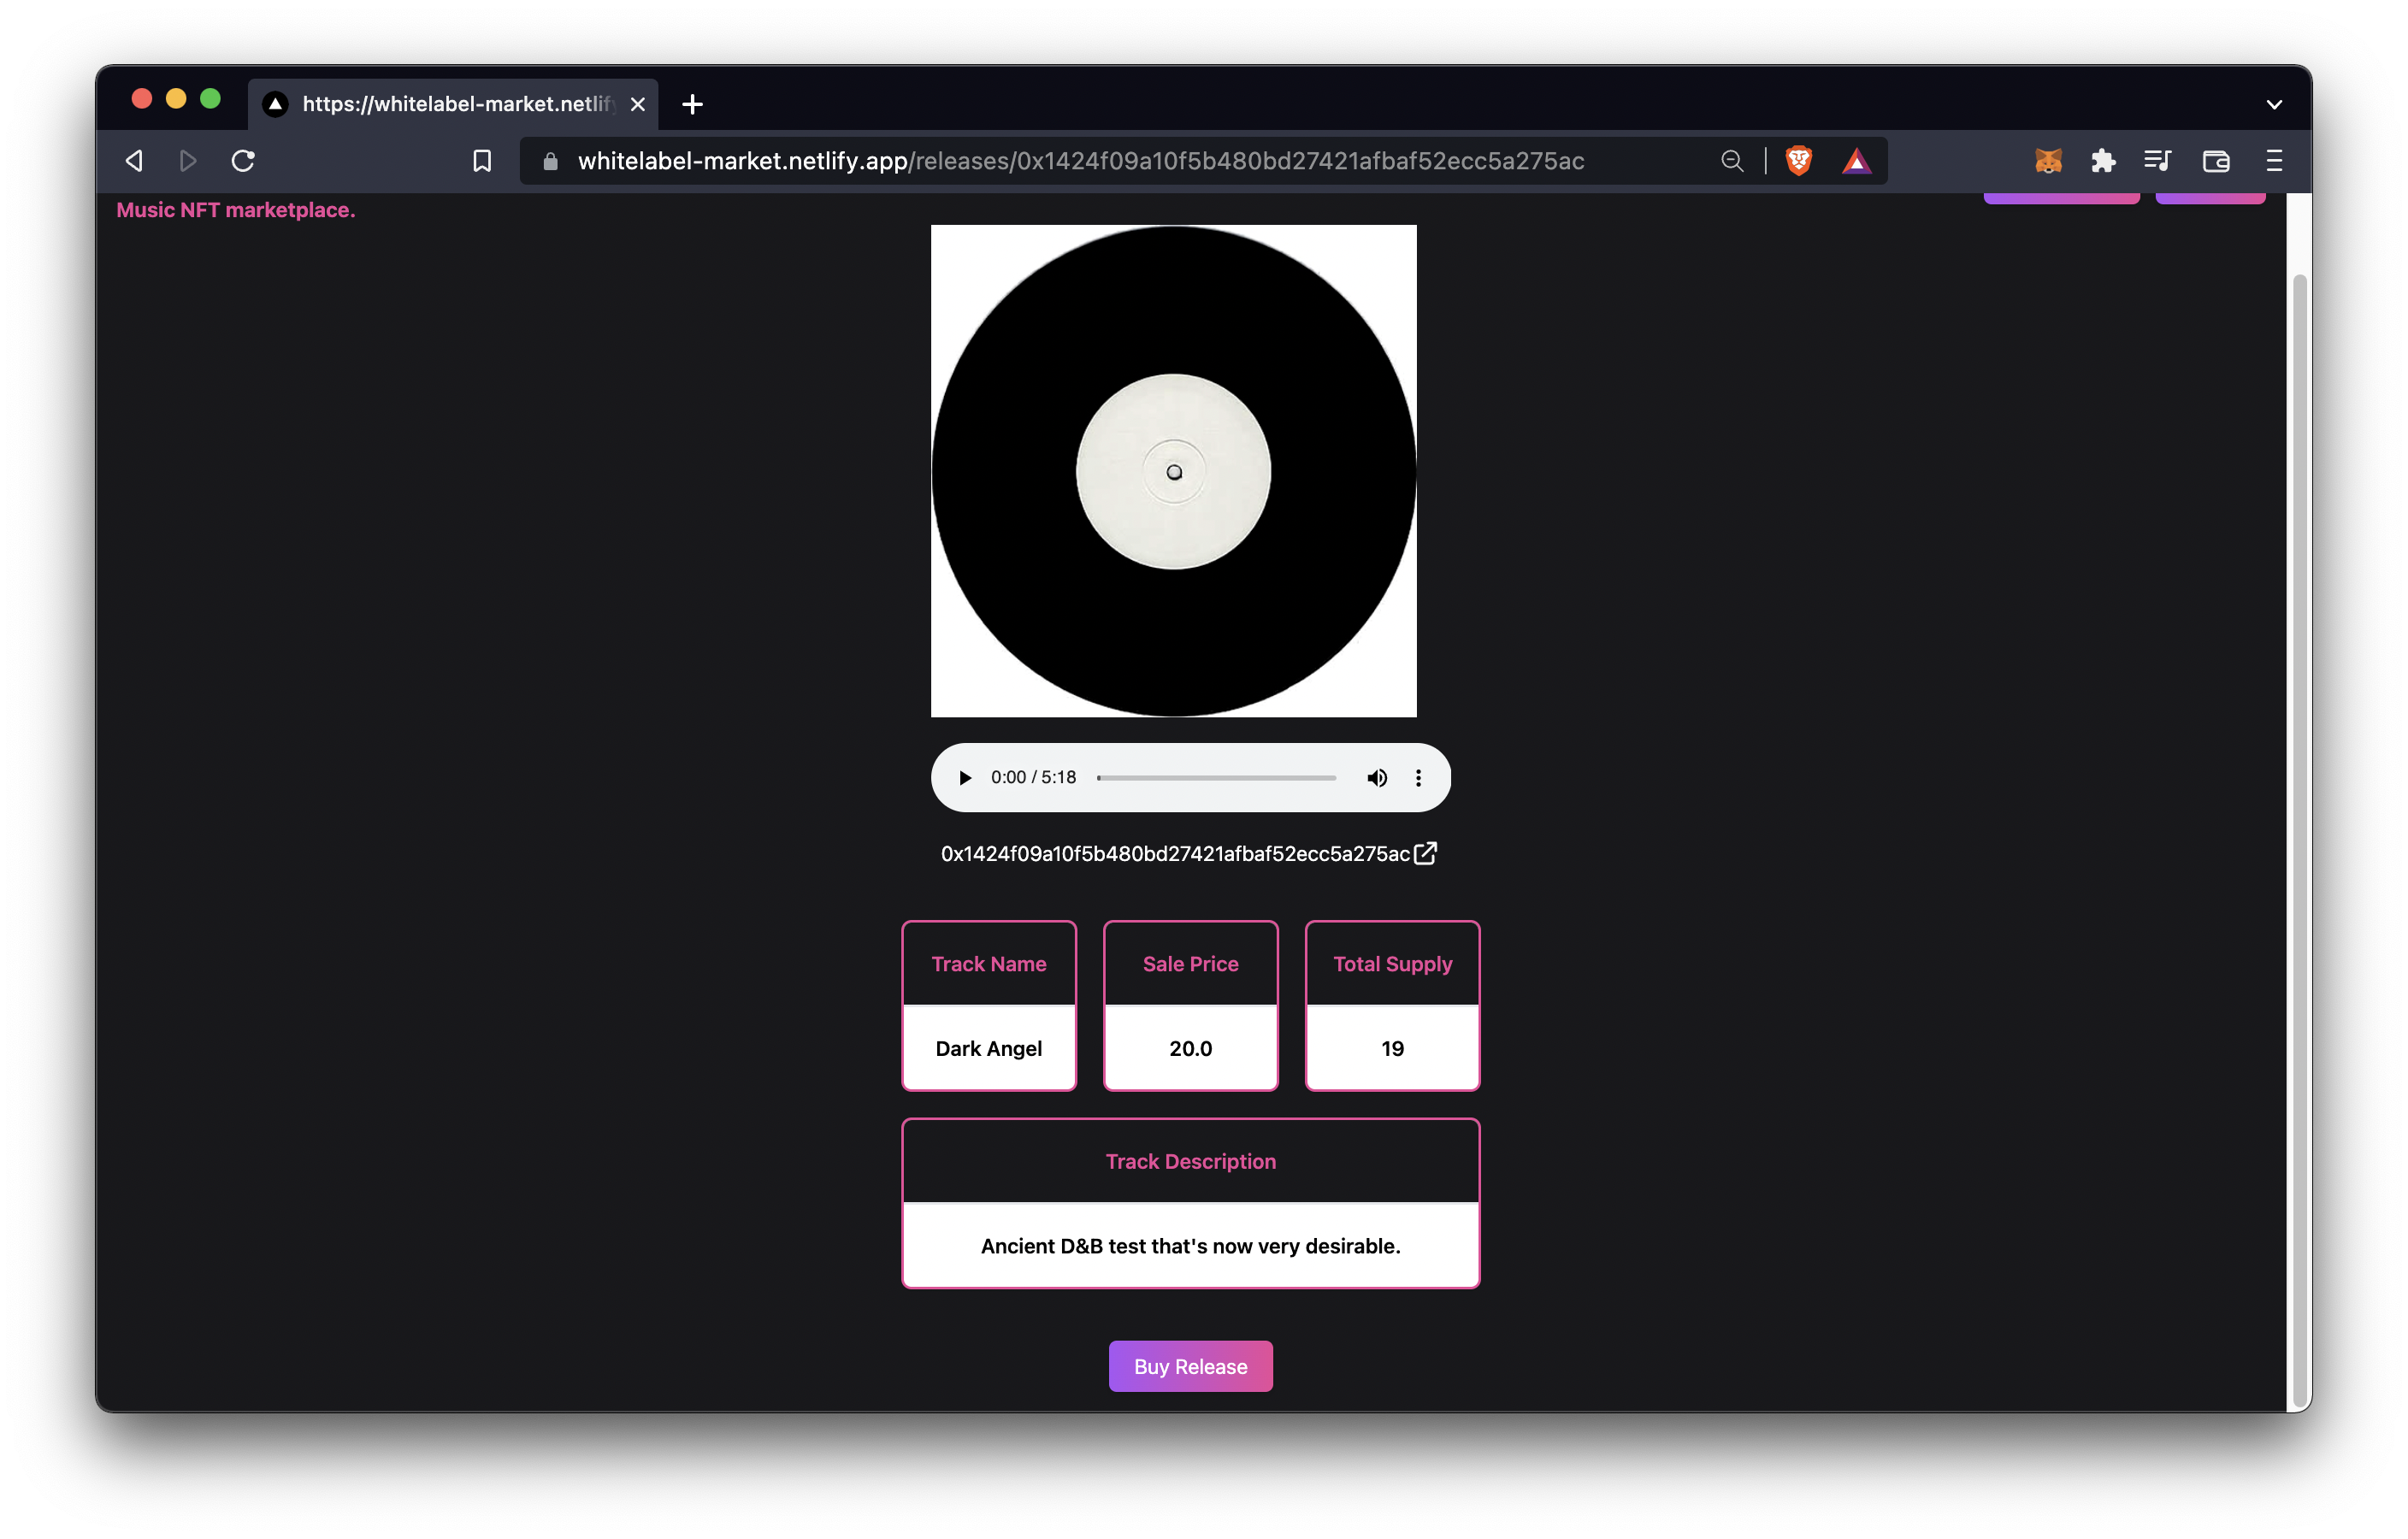 https://whitelabel-market.netlify
whitelabel-market.netlify.app/releases/0x1424f09a10f5b480bd27421afbaf52ecc5a275ac
Music NFT marketplace.
0:00 / 5:18
0x1424f09a10f5b480bd27421afbaf52ecc5a275ac
Track Name
Sale Price
Total Supply
Dark Angel
20.0
19
Track Description
Ancient D&B test that's now very desirable.
Buy Release